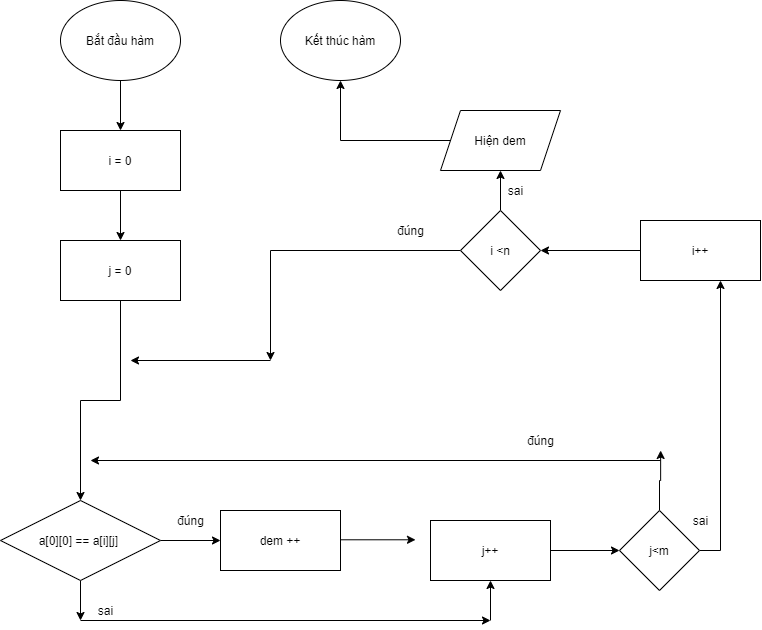 Bắt đầu hàm
Kết thúc hàm
Hiện dem
i = 0
sai
đúng
i <n
i++
j = 0
đúng
đúng
sai
a[0][0] == a[i][j]
dem ++
j++
j<m
sai